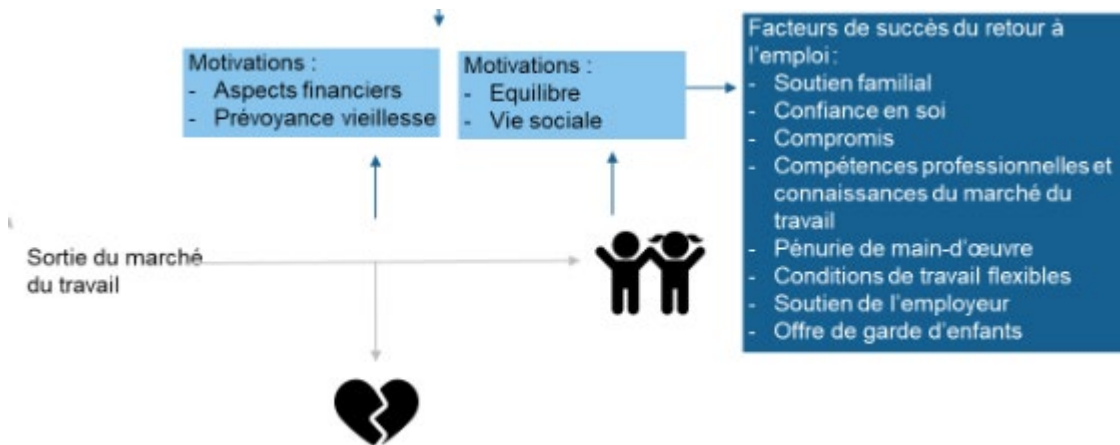 Motivations :
- Aspects financiers
- Prévoyance vieillesse
Motivations :
- Equilibre
- Vie sociale
Facteurs de succès du retour à
l'emploi :
- Soutien familial
- Confiance en soi
- Compromis
- Compétences professionnelles et
connaissances du marché du
travail
- Pénurie de main-d'œuvre
- Conditions de travail flexibles
- Soutien de l'employeur
- Offre de garde d'enfants
Sortie du marché
du travail